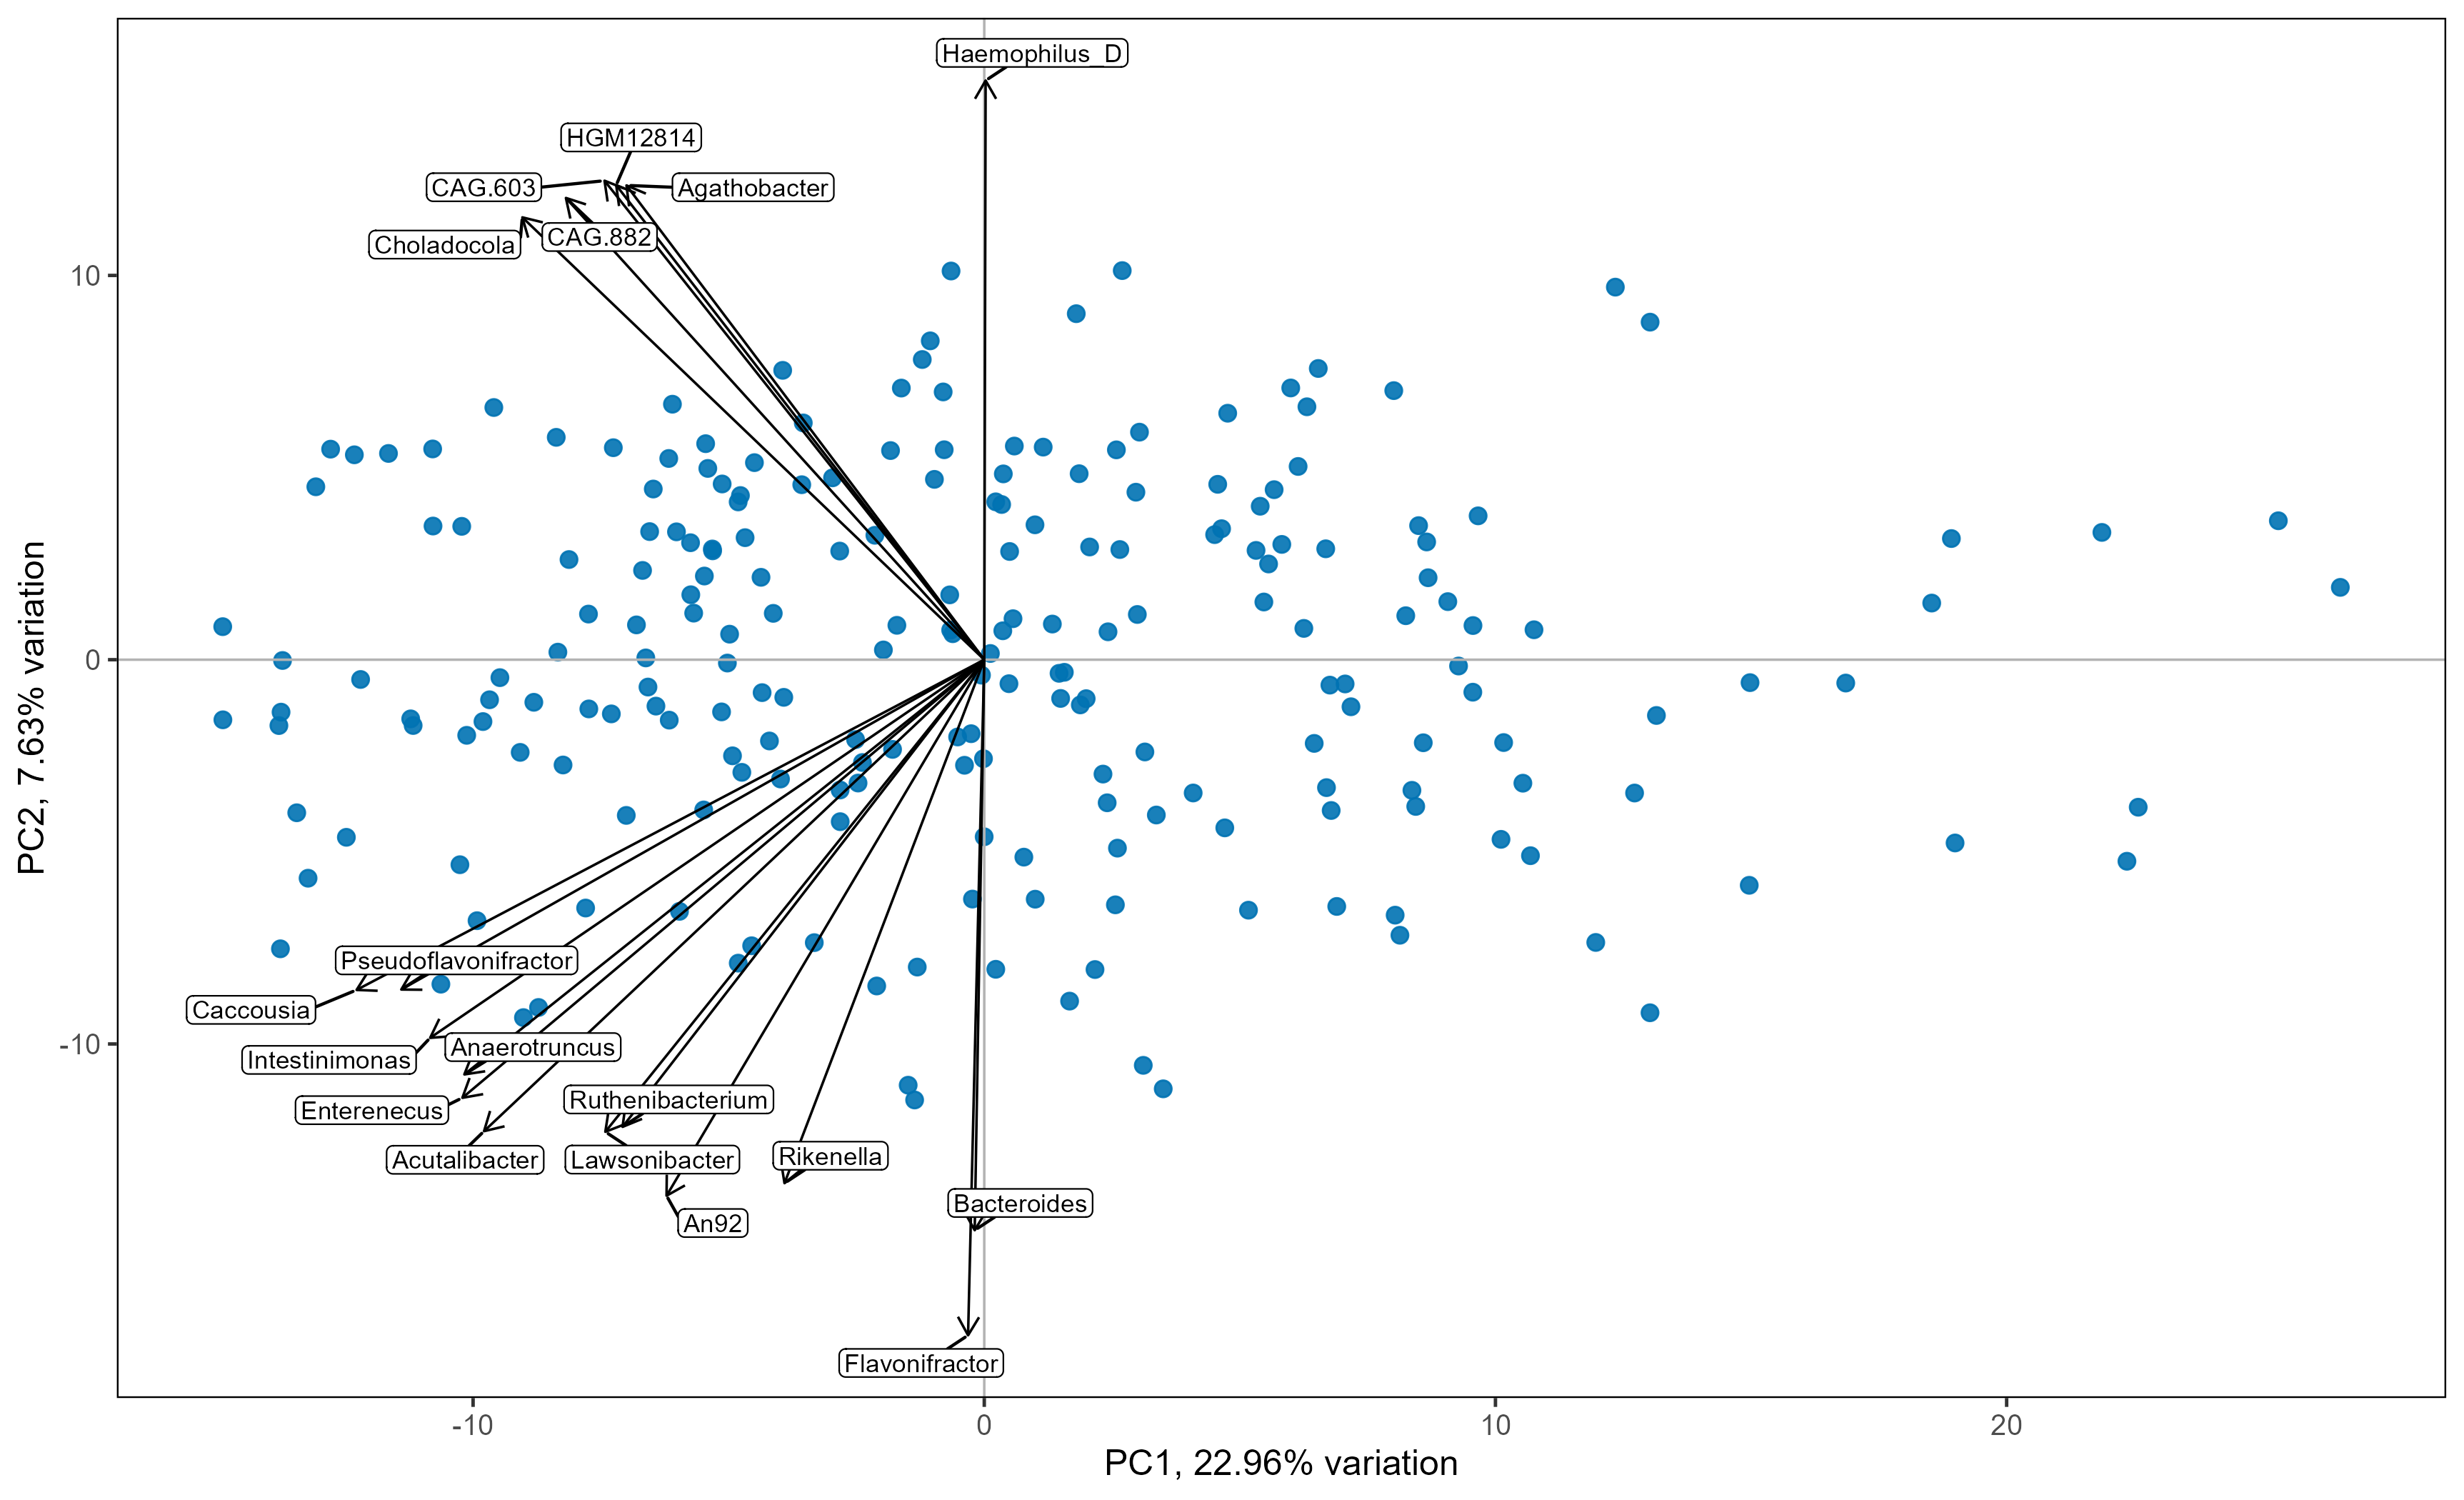 Haemophilus_D
HGM12814
CAG.603
Agathobacter
CAG.882
Choladocola
10
0
-10
PC2, 7.63% variation
Pseudoflavonifractor
Caccousia
Anaerotruncus
Intestinimonas
Enterenecus
Ruthenibacterium
Acutalibacter
Lawsonibacter
Rikenella
Bacteroides
An92
Flavonifractor
-10
0
10
20
PC1, 22.96% variation